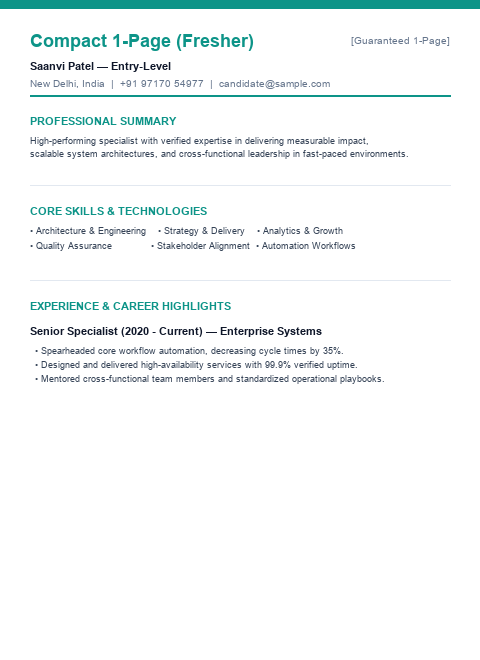 Compact 1-Page (Fresher) [Guaranteed 1-Page]
Saanvi Patel — Entry-Level
New Delhi, India | +91 97170 54977 | candidate@sample.com
PROFESSIONAL SUMMARY
High-performing specialist with verified expertise in delivering measurable impact,
scalable system architectures, and cross-functional leadership in fast-paced environments.
CORE SKILLS & TECHNOLOGIES
• Architecture & Engineering • Strategy & Delivery • Analytics & Growth
• Quality Assurance • Stakeholder Alignment • Automation Workflows
EXPERIENCE & CAREER HIGHLIGHTS
Senior Specialist (2020 - Current) — Enterprise Systems
• Spearheaded core workflow automation, decreasing cycle times by 35%.
• Designed and delivered high-availability services with 99.9% verified uptime.
• Mentored cross-functional team members and standardized operational playbooks.